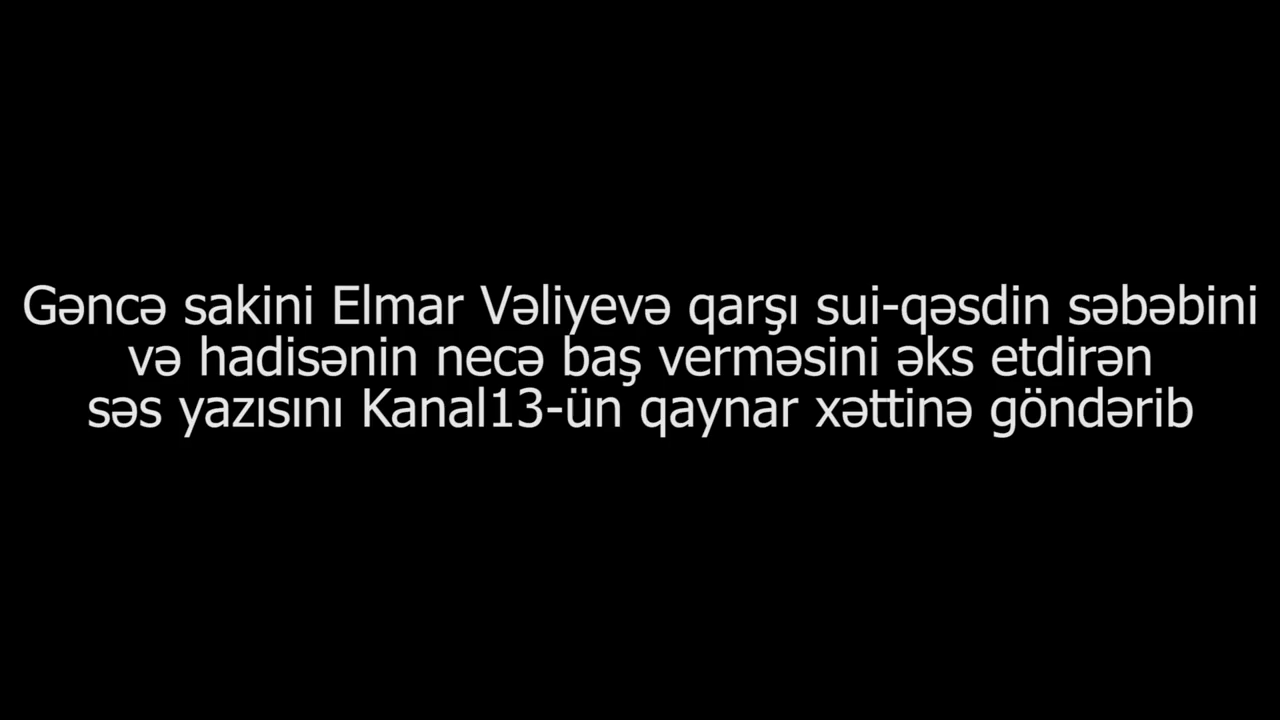 Gəncə sakini Elmar Vəliyevə qarşı sui-qəsdin səbəbini
və hadisənin necə baş verməsini əks etdirən
səs yazısını Kanal13-ün qaynar xəttinə göndərib